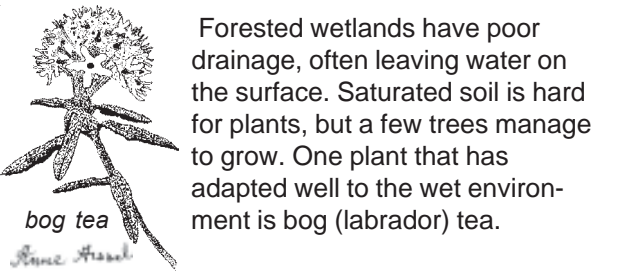 Forested wetlands have poor
drainage, often leaving water on
the surface. Saturated soil is hard
for plants, but a few trees manage
to grow. One plant that has
adapted well to the wet environ-
ment is bog (labrador) tea.
bog tea
Anne